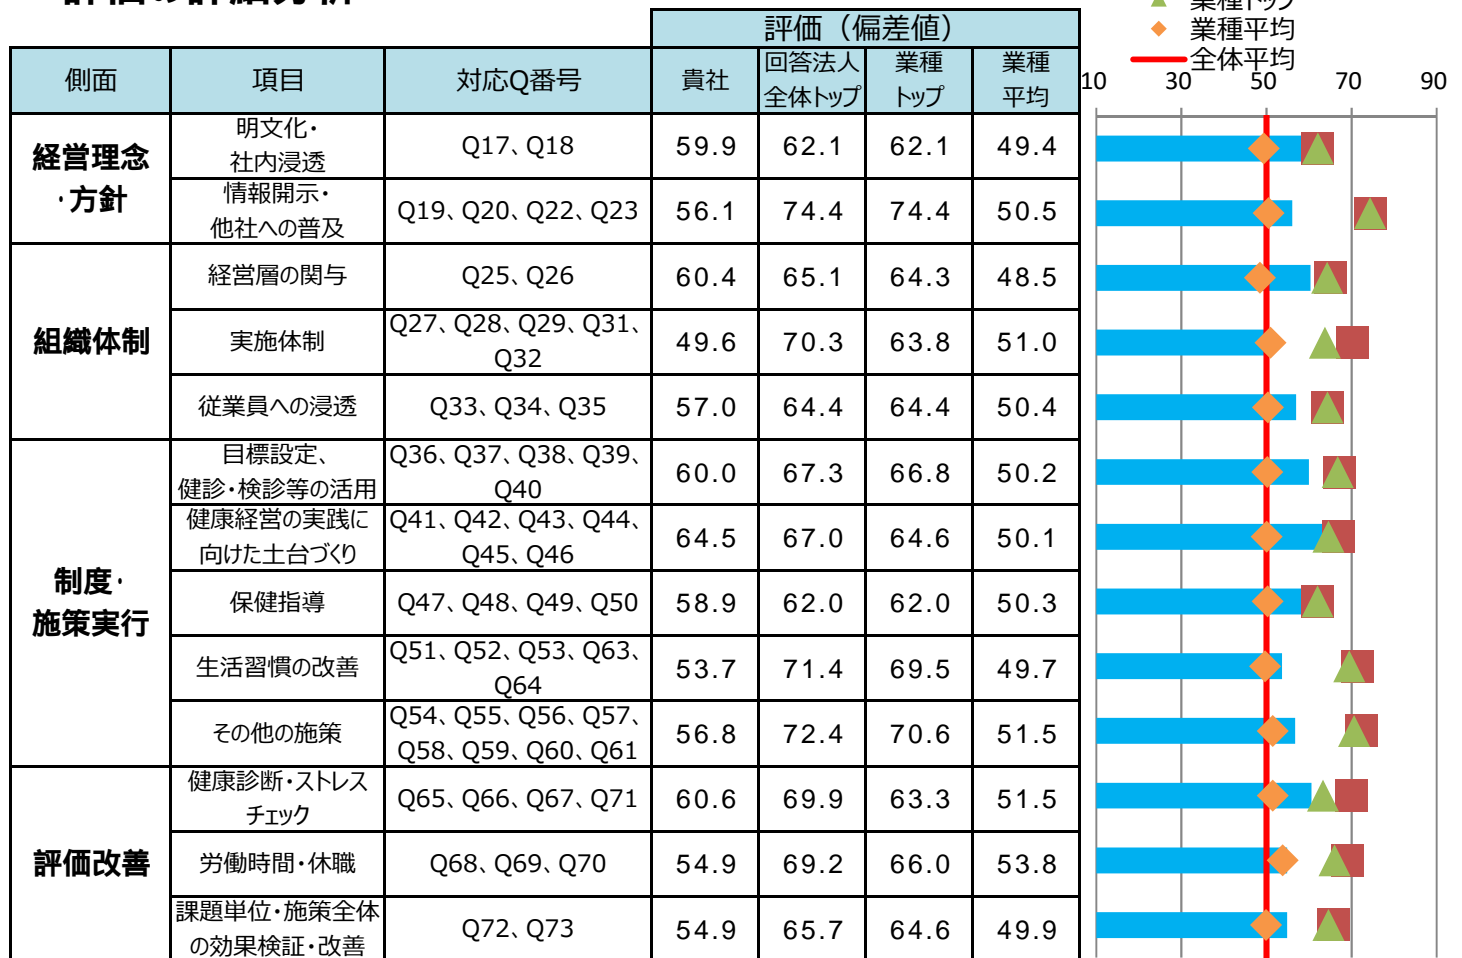 評価の詳細分析
業種トップ
業種平均
全体平均
評価（偏差値）
側面 項目 対応Q番号 貴社 回答法人 全体トップ 業種 トップ 業種 平均
10 30 50 70 90
経営理念
・方針
明文化・
社内浸透
Q17、Q18 59.9 62.1 62.1 49.4
情報開示・
他社への普及
Q19、Q20、Q22、Q23 56.1 74.4 74.4 50.5
組織体制
経営層の関与 Q25、Q26 60.4 65.1 64.3 48.5
実施体制
Q27、Q28、Q29、Q31、
Q32
49.6 70.3 63.8 51.0
従業員への浸透 Q33、Q34、Q35 57.0 64.4 64.4 50.4
制度・
施策実行
目標設定、
健診・検診等の活用
Q36、Q37、Q38、Q39、
Q40
60.0 67.3 66.8 50.2
健康経営の実践に
向けた土台づくり
Q41、Q42、Q43、Q44、
Q45、Q46
64.5 67.0 64.6 50.1
保健指導 Q47、Q48、Q49、Q50 58.9 62.0 62.0 50.3
生活習慣の改善
Q51、Q52、Q53、Q63、
Q64
53.7 71.4 69.5 49.7
その他の施策
Q54、Q55、Q56、Q57、
Q58、Q59、Q60、Q61
56.8 72.4 70.6 51.5
評価改善
健康診断・ストレス
チェック
Q65、Q66、Q67、Q71 60.6 69.9 63.3 51.5
労働時間・休職 Q68、Q69、Q70 54.9 69.2 66.0 53.8
課題単位・施策全体
の効果検証・改善
Q72、Q73 54.9 65.7 64.6 49.9